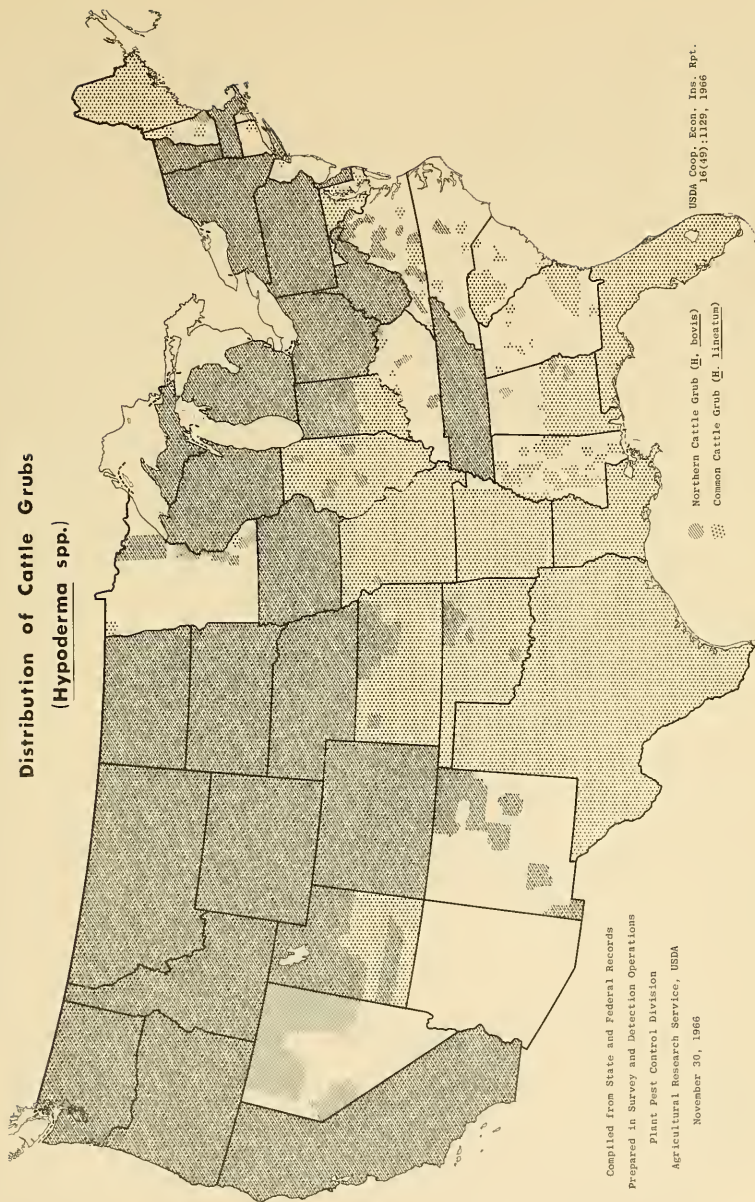 Distribution of Cattle Grubs
(Hypoderma spp.)
Compiled from State and Federal Records
Prepared in Survey and Detection Operations
Plant Pest Control Division
Agricultural Research Service, USDA
November 30, 1966
Northern Cattle Grub (H. bovis)
Common Cattle Grub (H. lineatum)
USDA Coop. Econ. Ins. Rpt.
16(49):1129, 1966